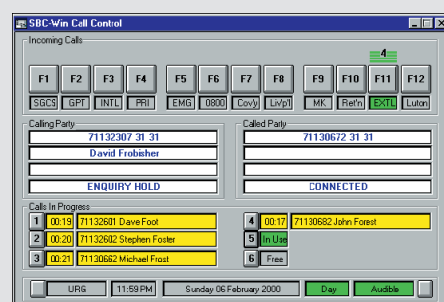 SBC-Win Call Control
Incoming Calls
4
F1 F2 F3 F4 F5 F6 F7 F8 F9 F10 F11 F12
SGCS GPT INTL PRI EMG 0800 Cov'y Liv'p'l MK Ret'n EXTL Luton
Calling Party
71132307 31 31
David Frobisher
ENQUIRY HOLD
Called Party
71130672 31 31
CONNECTED
Calls In Progress
1 00:19 71132601 Dave Foot
2 00:20 71132602 Stephen Foster
3 00:21 71130662 Michael Frost
4 00:17 71130682 John Forest
5 In Use
6 Free
URG 11:59 PM Sunday 06 February 2000 Day Audible